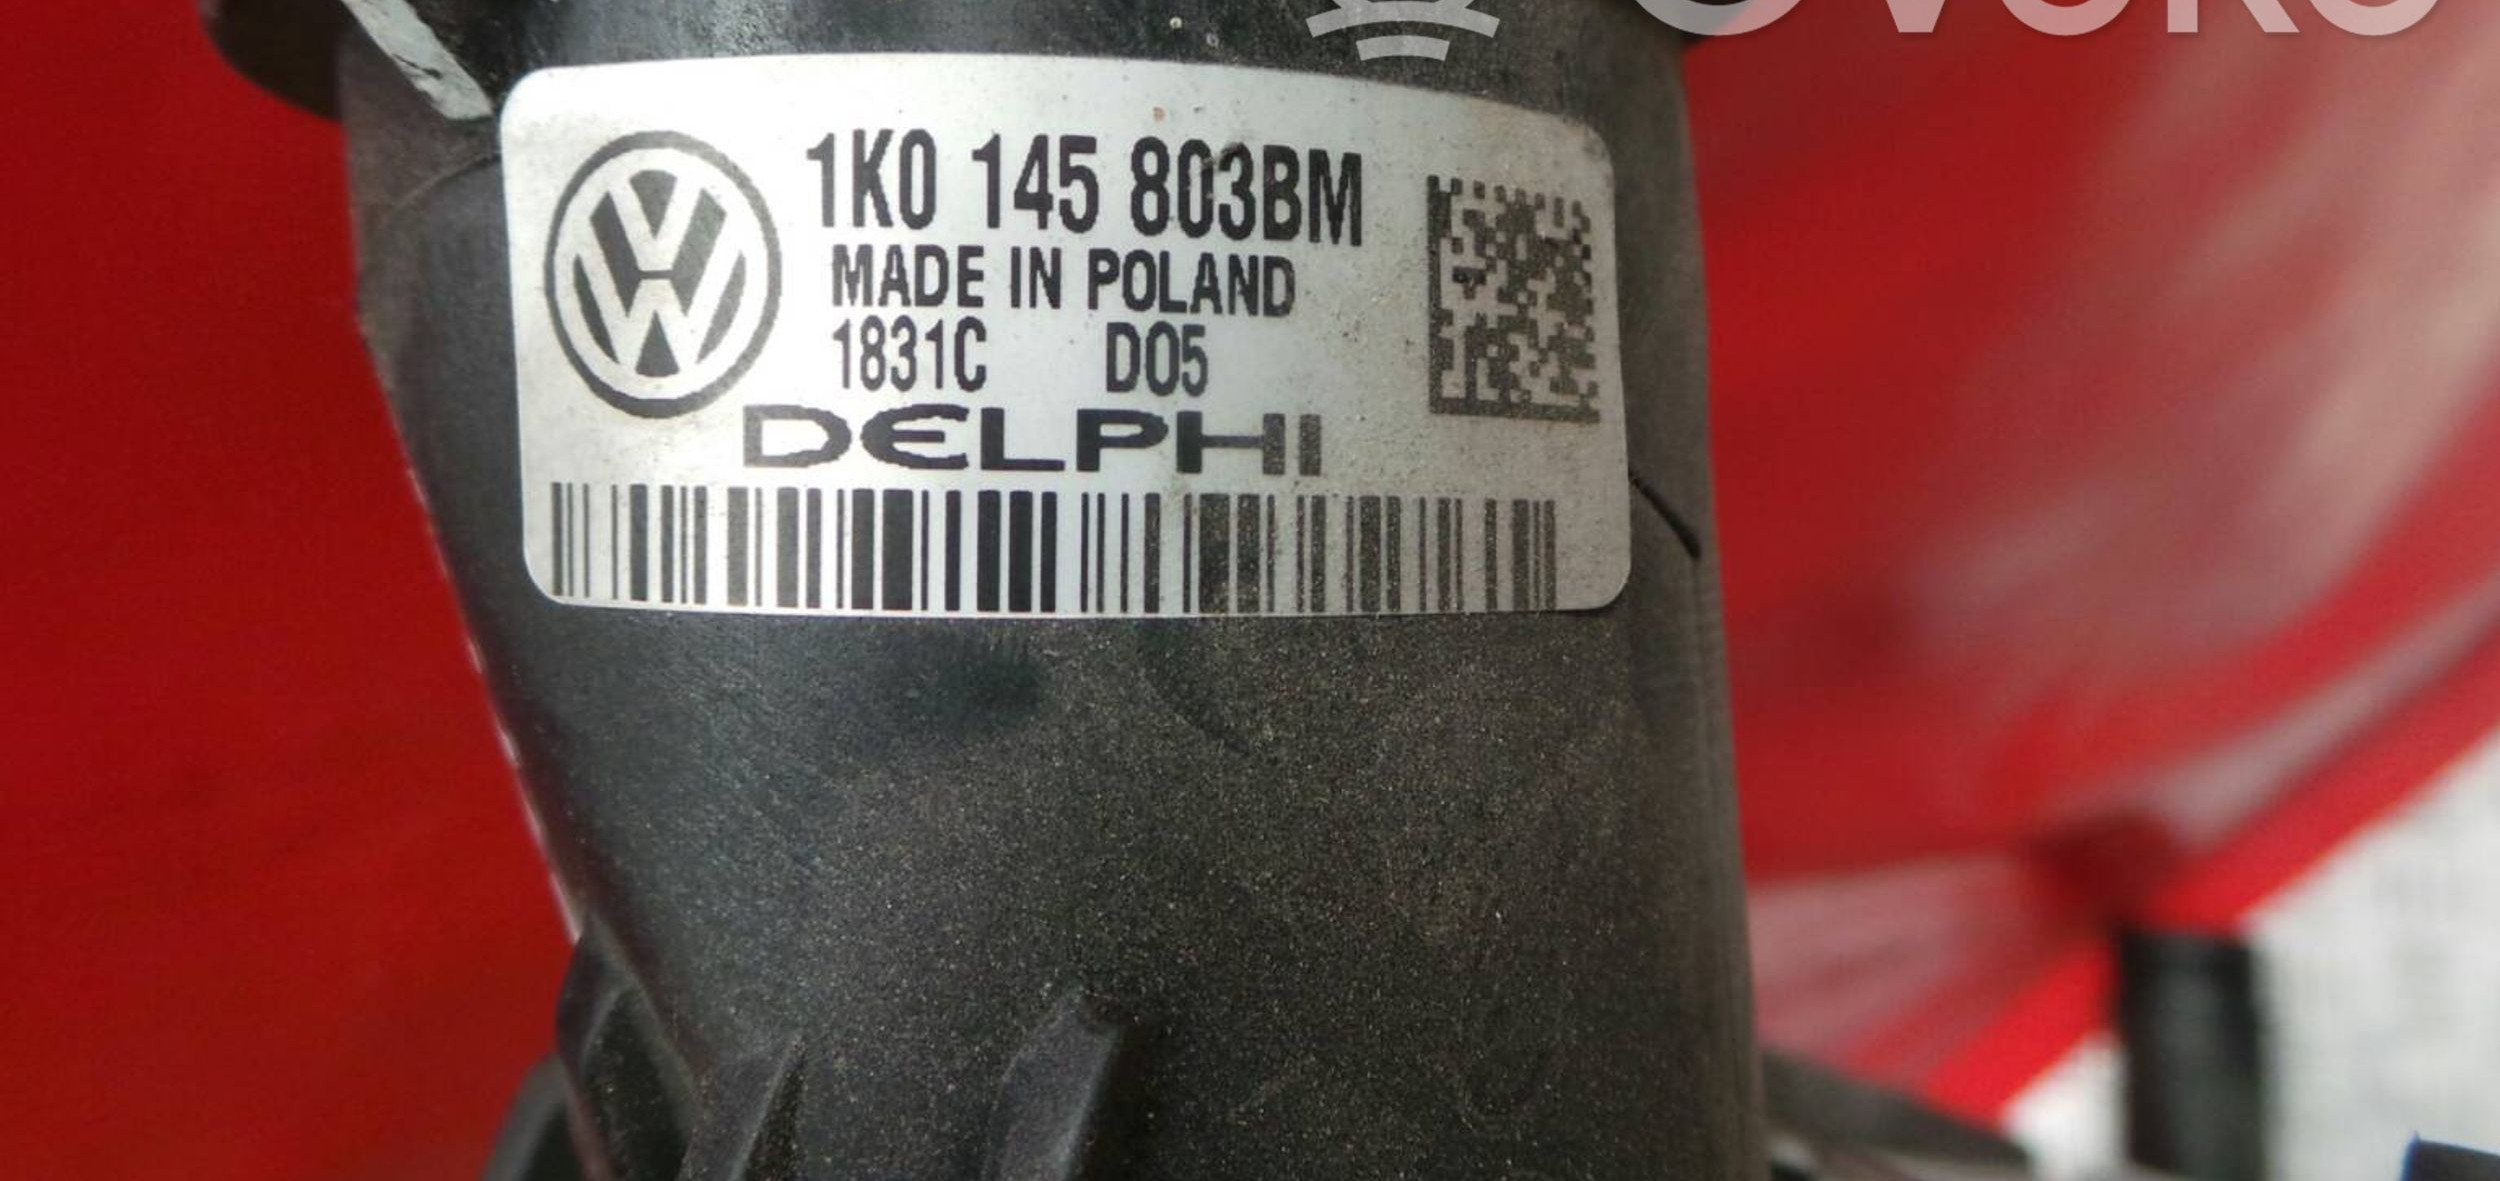 1K0 145 803BM
MADE IN POLAND
1831C D05
DELPHI